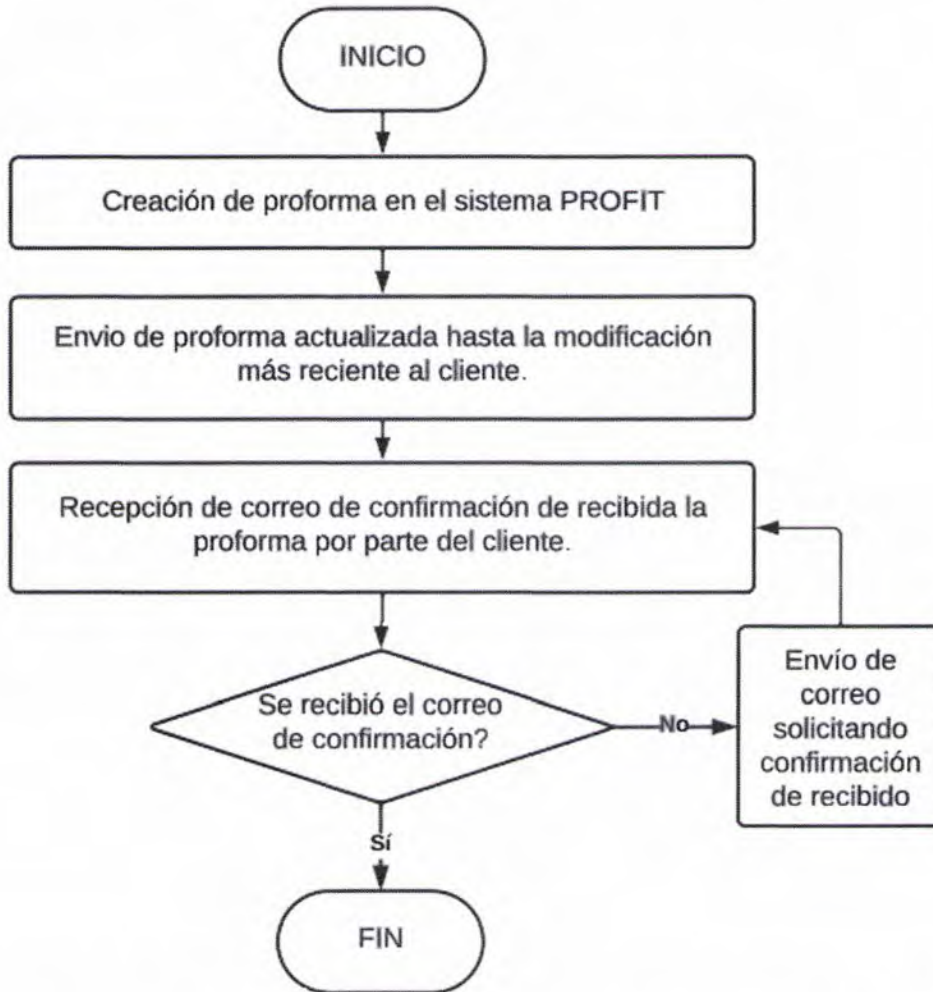 INICIO
Creación de proforma en el sistema PROFIT
Envio de proforma actualizada hasta la modificación
más reciente al cliente.
Recepción de correo de confirmación de recibida la
proforma por parte del cliente.
Se recibió el correo
de confirmación?
No
Envío de
correo
solicitando
confirmación
de recibido
Sí
FIN